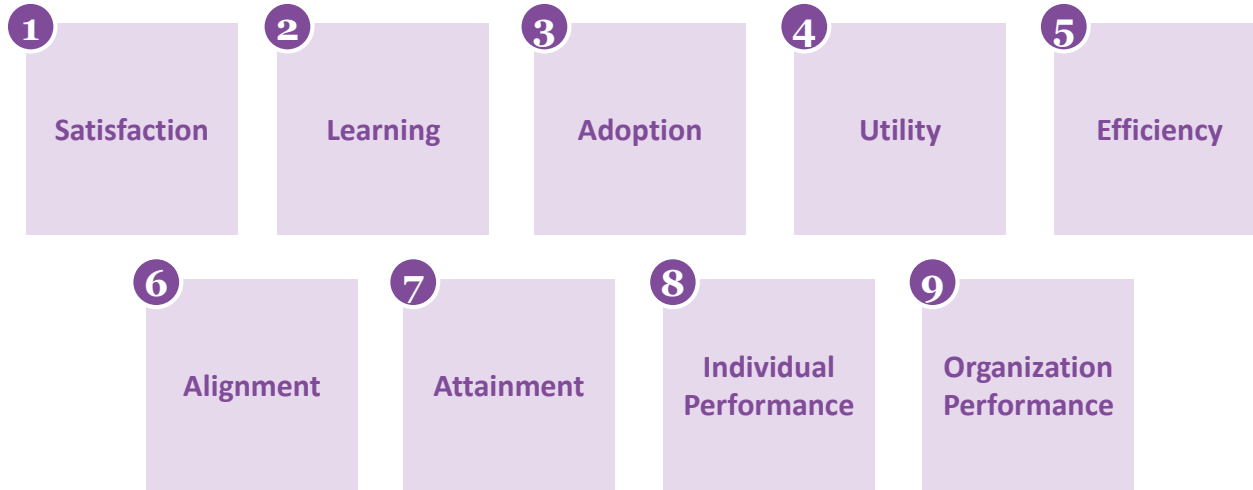 1
Satisfaction
2
Learning
3
Adoption
4
Utility
5
Efficiency
6
Alignment
7
Attainment
8
Individual
Performance
9
Organization
Performance